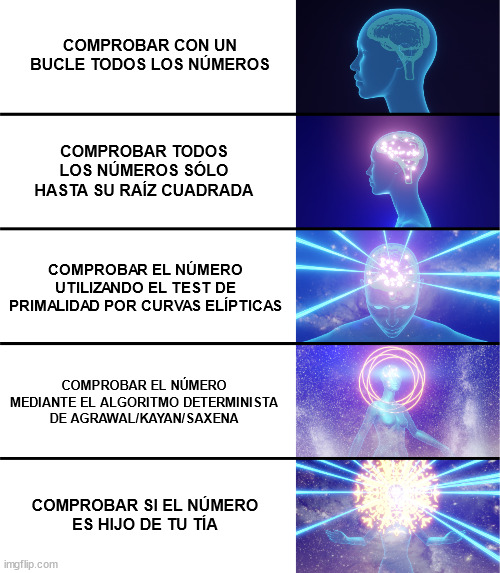 COMPROBAR CON UN
BUCLE TODOS LOS NÚMEROS
COMPROBAR TODOS
LOS NÚMEROS SÓLO
HASTA SU RAÍZ CUADRADA
COMPROBAR EL NÚMERO
UTILIZANDO EL TEST DE
PRIMALIDAD POR CURVAS ELÍPTICAS
COMPROBAR EL NÚMERO
MEDIANTE EL ALGORITMO DETERMINISTA
DE AGRAWAL/KAYAN/SAXENA
COMPROBAR SI EL NÚMERO
ES HIJO DE TU TÍA
imgflip.com